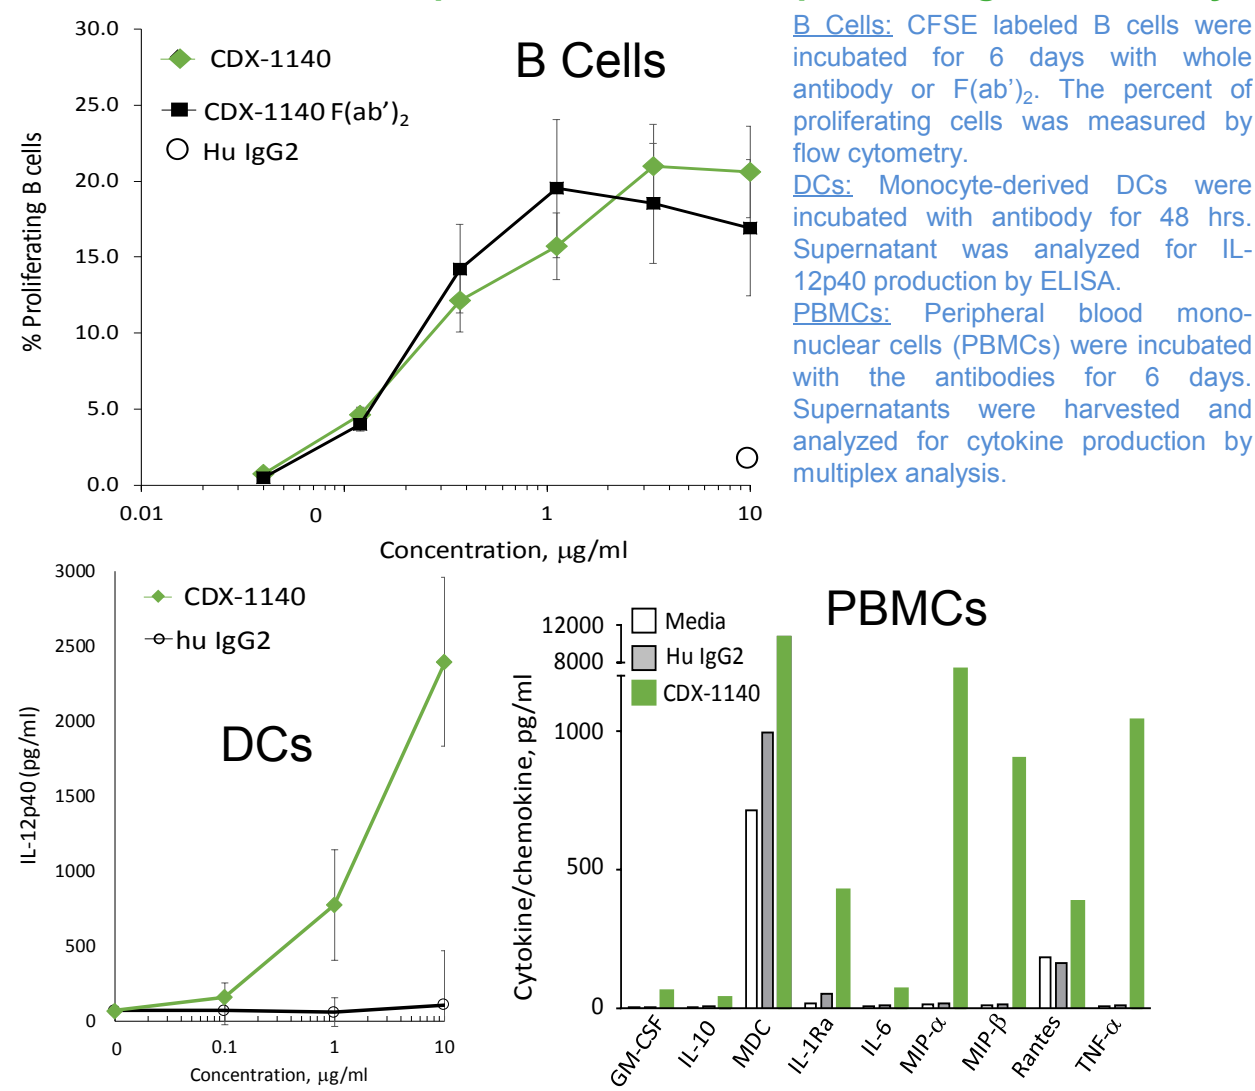 30.0
25.0
20.0
15.0
10.0
5.0
0.0
% Proliferating B cells
CDX-1140
CDX-1140 F(ab')2
Hu IgG2
B Cells
0.01
0
1
10
Concentration, μg/ml
B Cells: CFSE labeled B cells were
incubated for 6 days with whole
antibody or F(ab')2. The percent of
proliferating cells was measured by
flow cytometry.
DCs: Monocyte-derived DCs were
incubated with antibody for 48 hrs.
Supernatant was analyzed for IL-
12p40 production by ELISA.
PBMCs: Peripheral blood mono-
nuclear cells (PBMCs) were incubated
with the antibodies for 6 days.
Supernatants were harvested and
analyzed for cytokine production by
multiplex analysis.
3000
2500
2000
1500
1000
500
0
IL-12p40 (pg/ml)
CDX-1140
hu IgG2
DCs
0
0.1
1
10
Concentration, μg/ml
PBMCs
12000
8000
1000
500
0
Cytokine/chemokine, pg/ml
Media
Hu IgG2
CDX-1140
GM-CSF
IL-10
MDC
IL-1Ra
IL-6
MIP-α
MIP-β
Rantes
TNF-α